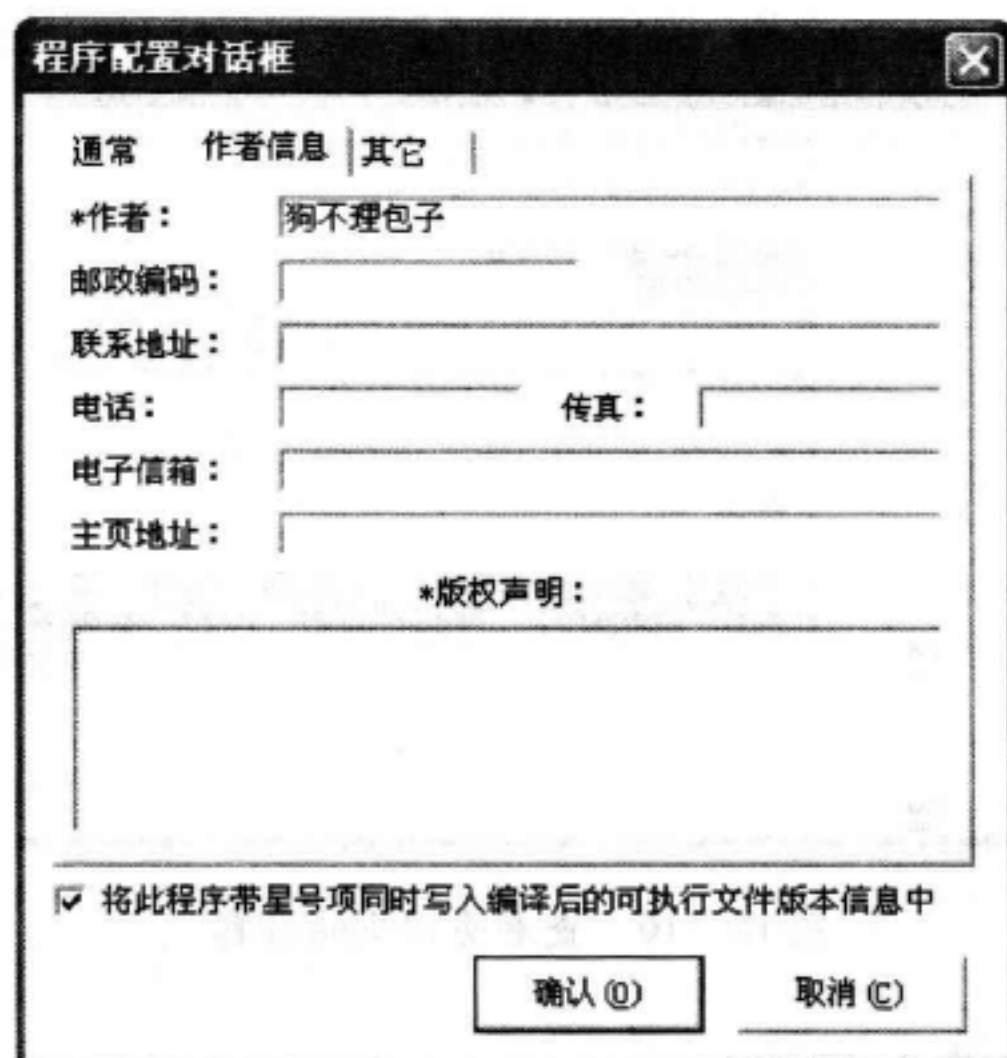 程序配置对话框
通常 作者信息 其它
*作者： 狗不理包子
邮政编码：
联系地址：
电话： 传真：
电子信箱：
主页地址：
*版权声明：
将此程序带星号项同时写入编译后的可执行文件版本信息中
确认(O) 取消(C)